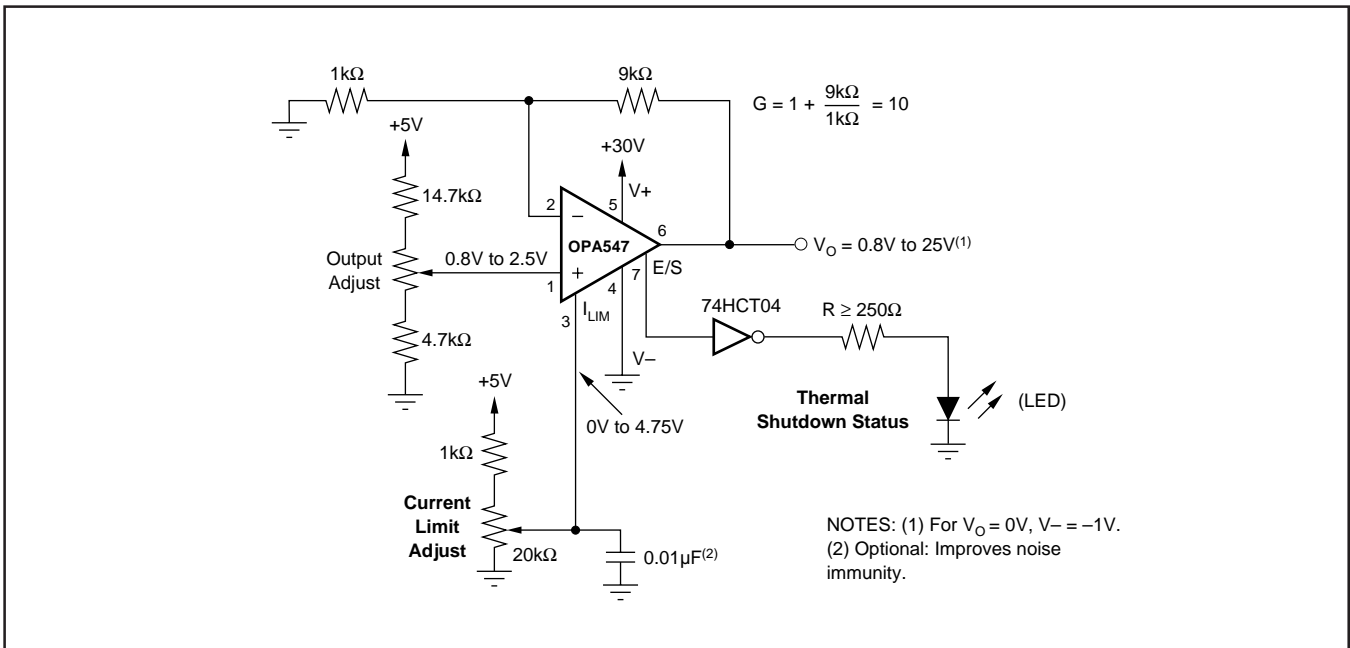 1kΩ
9kΩ
G = 1 + 9kΩ / 1kΩ = 10
+5V
+30V
V+
14.7kΩ
2
–
5
6
OPA547
V_O = 0.8V to 25V(1)
Output
Adjust
0.8V to 2.5V
+
1
4
7
E/S
I_LIM
3
74HCT04
R ≥ 250Ω
4.7kΩ
V–
+5V
0V to 4.75V
Thermal
Shutdown Status
(LED)
1kΩ
Current
Limit
Adjust
20kΩ
0.01µF(2)
NOTES: (1) For V_O = 0V, V– = –1V.
(2) Optional: Improves noise
immunity.